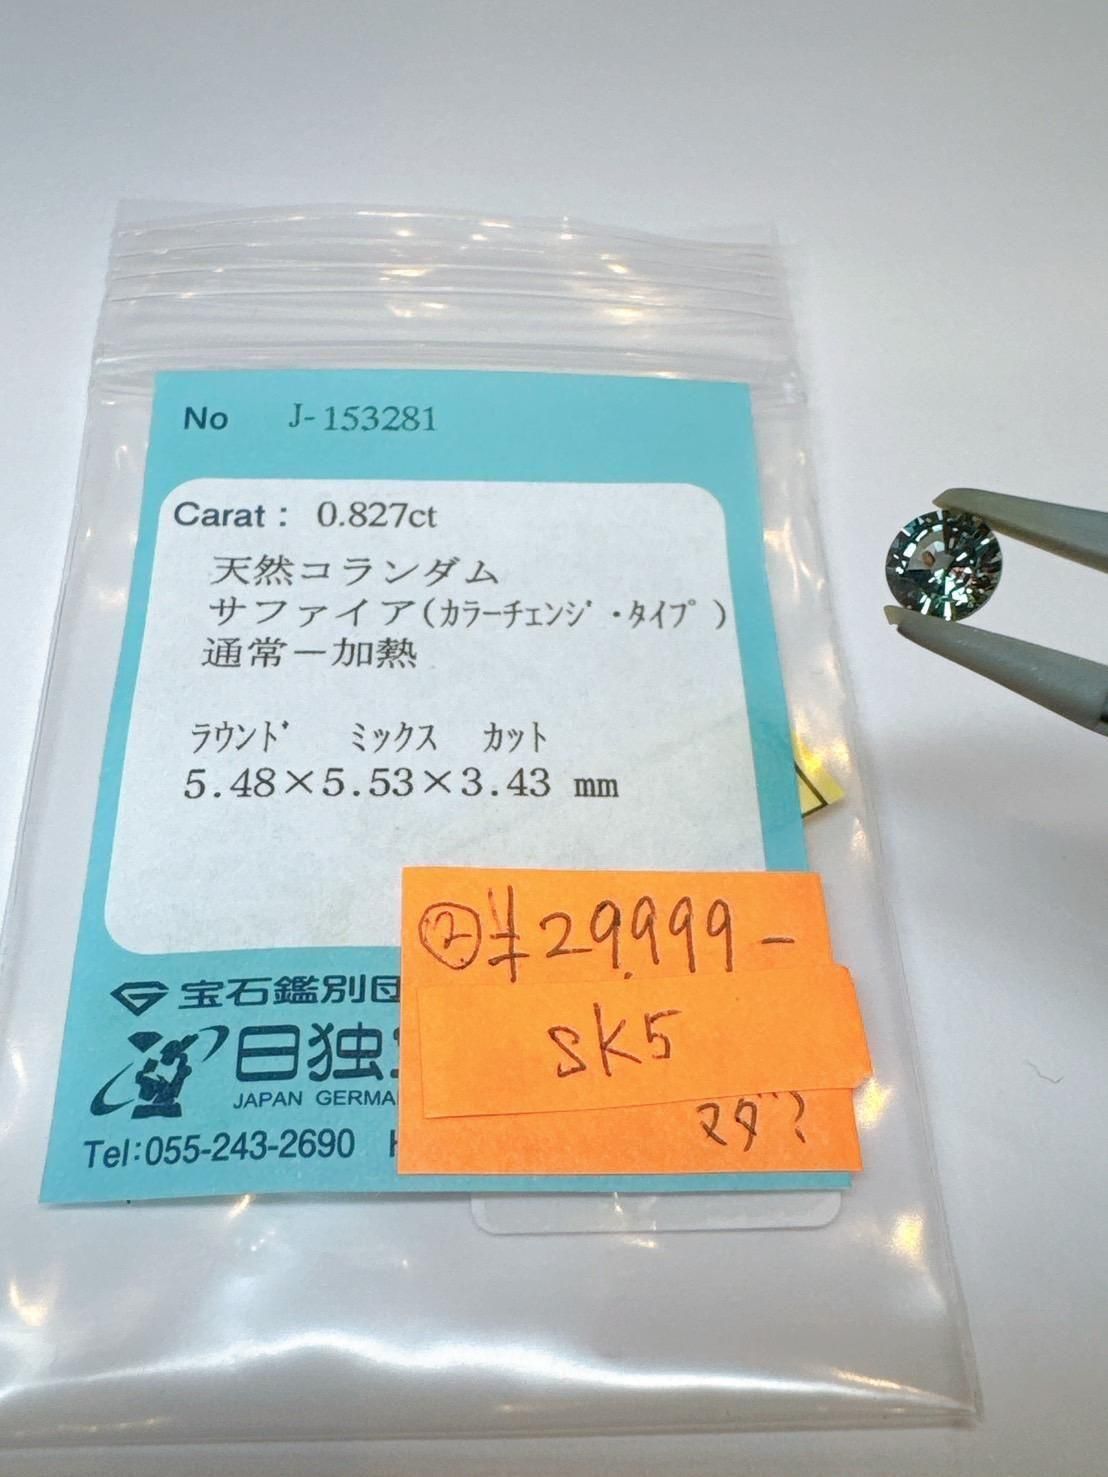 No J-153281
Carat : 0.827ct
天然コランダム
サファイア(カラーチェンジ・タイプ)
通常－加熱
ラウンド ミックス カット
5.48×5.53×3.43 mm
②¥29,999-
SK5
マダ?
宝石鑑別団
日独
JAPAN GERMA
Tel:055-243-2690